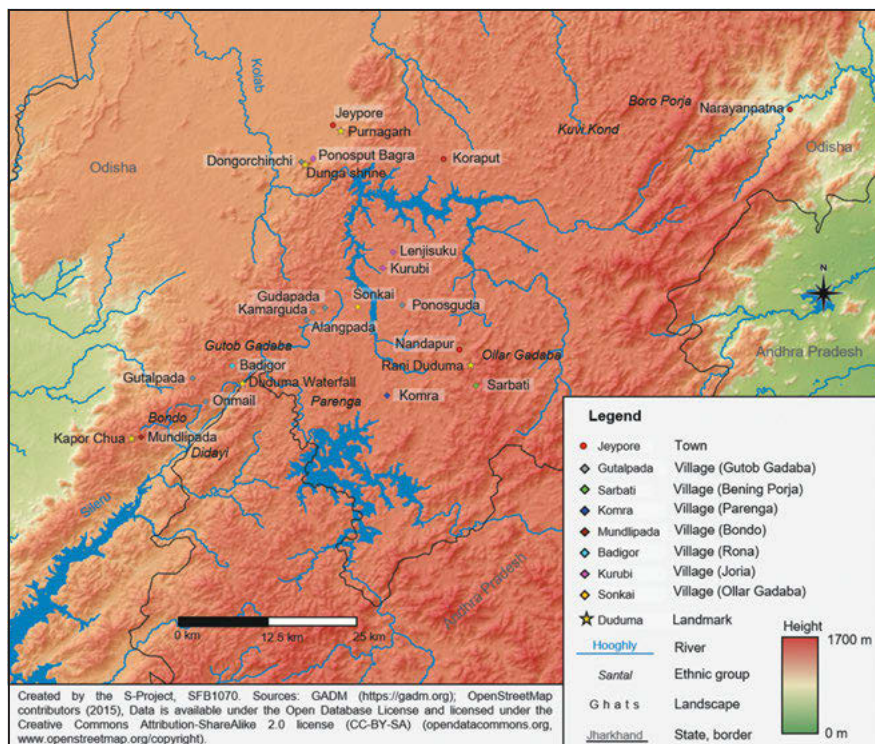 Kolab
Jeypore
Purnagarh
Boro Porja
Narayanpatna
Kuwi Kond
Odisha
Dongorchinchi
Ponosput Bagra
Dunga shrine
Koraput
Odisha
Lenjisuku
Kurubi
N
Gudapada
Kamarguda
Sonkai
Ponosguda
Alangpada
Gutob Gadaba
Nandapur
Ollar Gadaba
Andhra Pradesh
Badigor
Rani Duduma
Gutalpada
Duduma Waterfall
Sarbati
Onmail
Parenga
Komra
Bondo
Kapor Chua
Mundlipada
Didayi
Sileru
Andhra Pradesh
0 km
12.5 km
25 km
Legend
Jeypore Town
Gutalpada Village (Gutob Gadaba)
Sarbati Village (Bening Porja)
Komra Village (Parenga)
Mundlipada Village (Bondo)
Badigor Village (Rona)
Kurubi Village (Joria)
Sonkai Village (Ollar Gadaba)
Duduma Landmark
Hooghly River
Santal Ethnic group
Ghats Landscape
Jharkhand State, border
Height
1700 m
0 m
Created by the S-Project, SFB1070. Sources: GADM (https://gadm.org); OpenStreetMap
contributors (2015), Data is available under the Open Database License and licensed under the
Creative Commons Attribution-ShareAlike 2.0 license (CC-BY-SA) (opendatacommons.org,
www.openstreetmap.org/copyright).